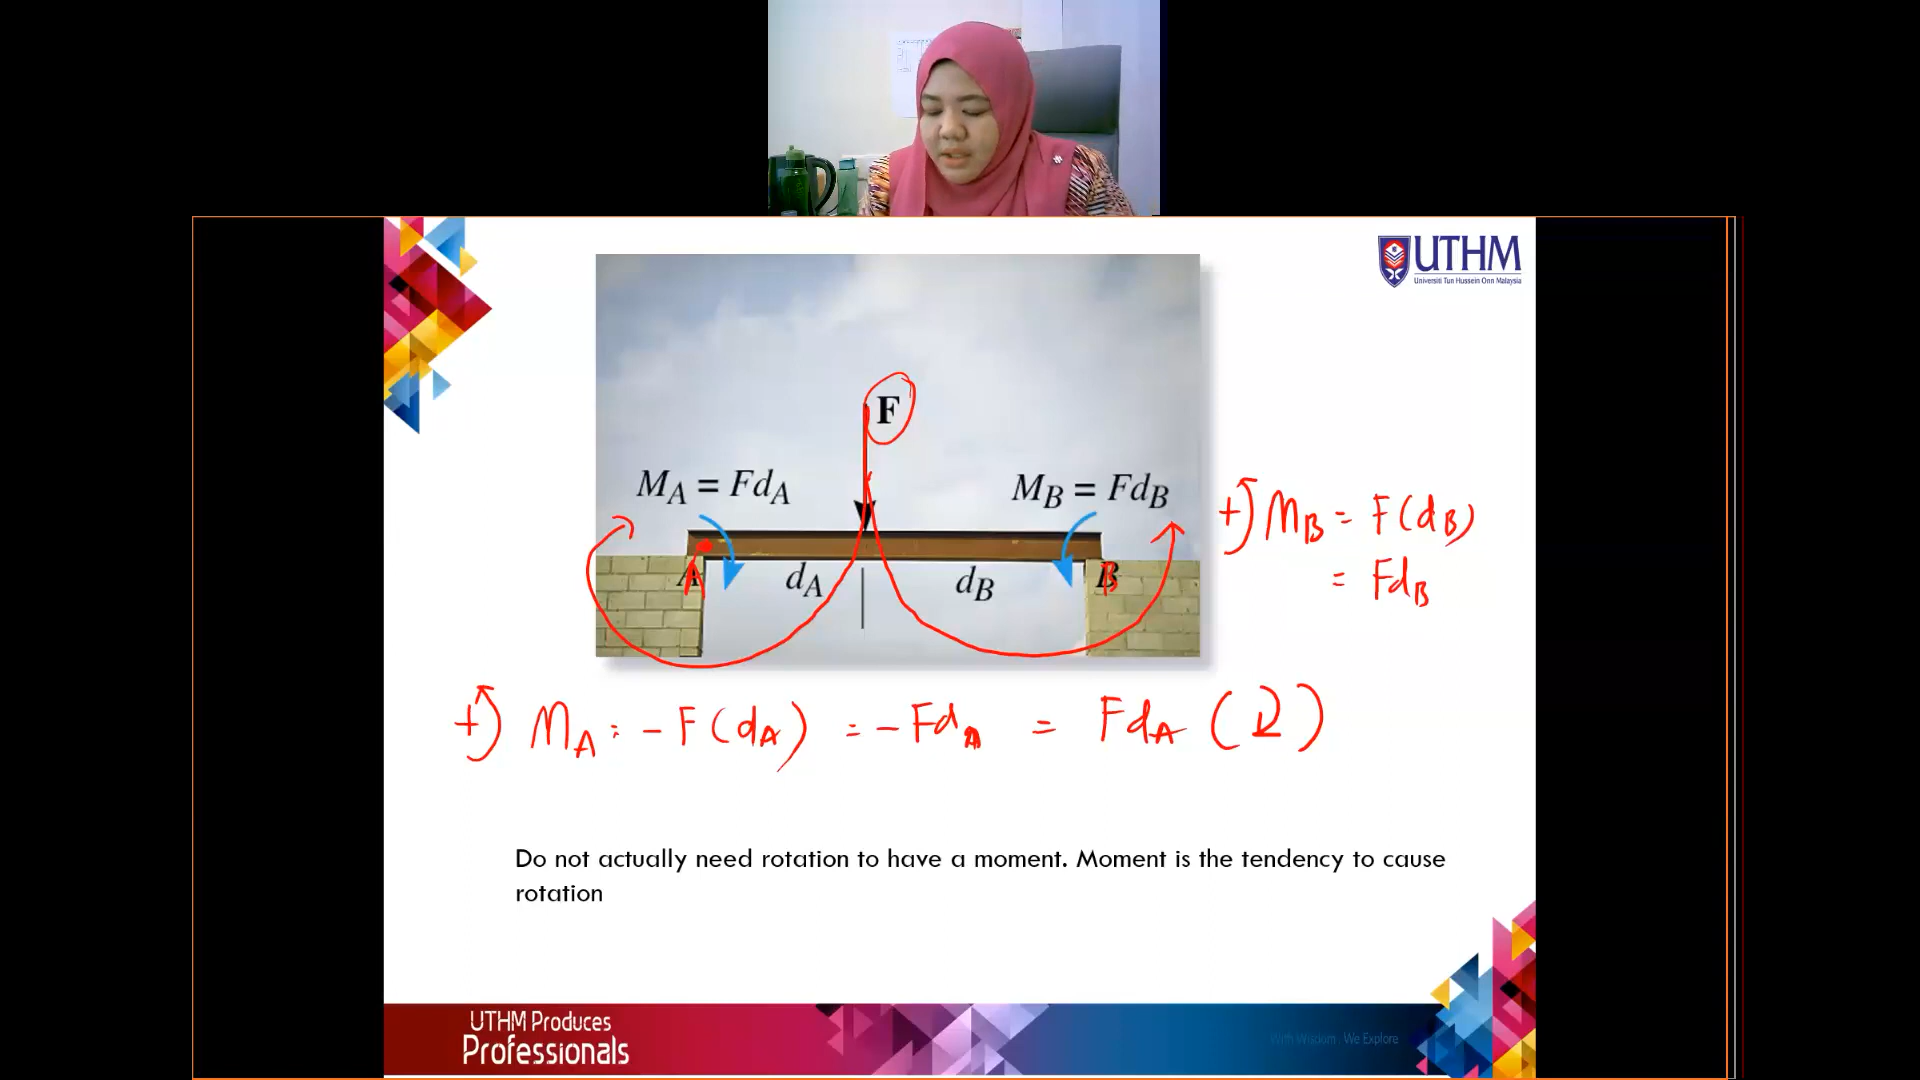 UTHM
Universiti Tun Hussein Onn Malaysia
F
M_A = Fd_A
M_B = Fd_B
+ M_B = F(d_B)
= Fd_B
A
A
d_A
d_B
B
B
+ M_A = -F(d_A) = -Fd_A = Fd_A ( )
Do not actually need rotation to have a moment. Moment is the tendency to cause
rotation
UTHM Produces
Professionals
With Wisdom We Explore